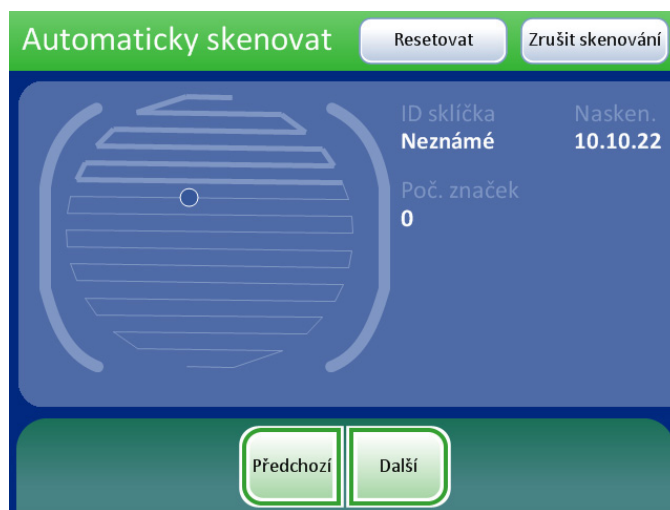 Automaticky skenovat
Resetovat
Zrušit skenování
ID sklíčka
Nasken.
Neznámé
10.10.22
Poč. značek
0
Předchozí
Další